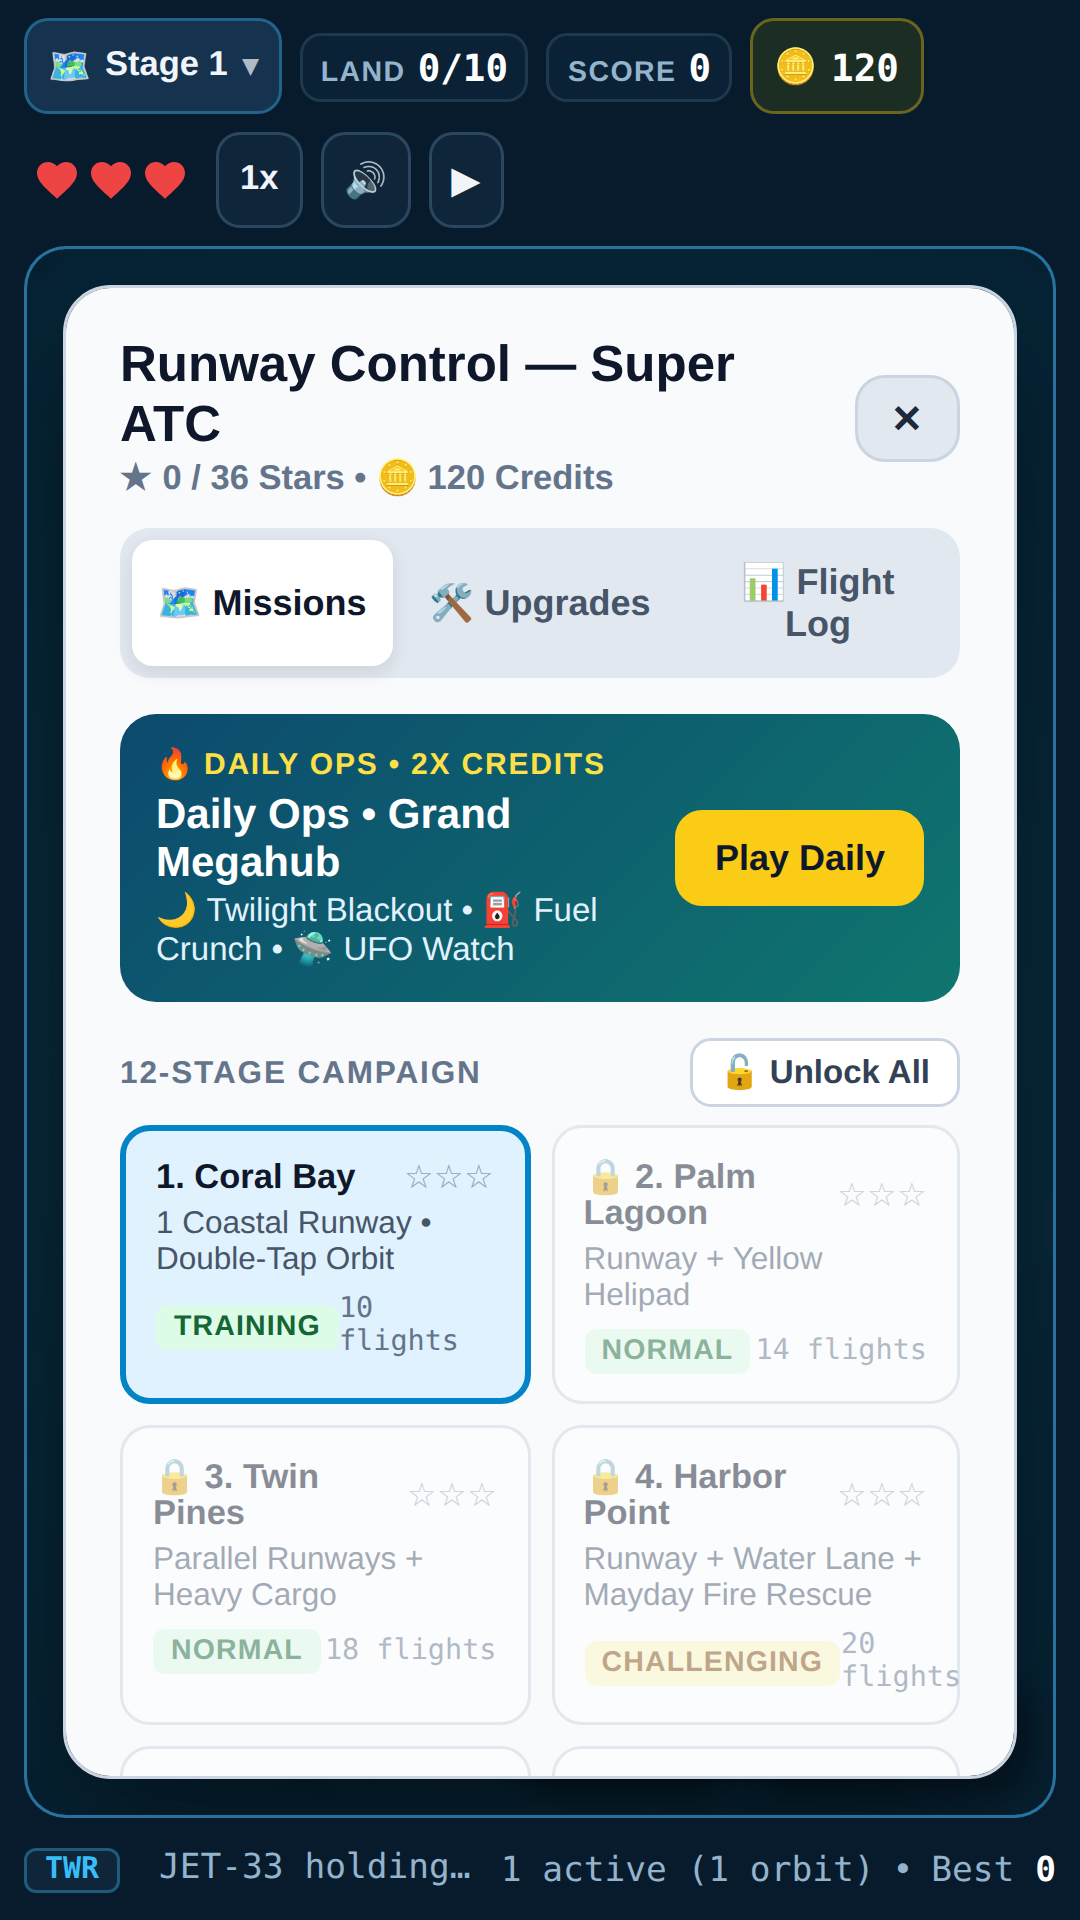 🗺️ Stage 1 ▾ LAND 0/10 SCORE 0 🪙 120
1x 🔊 ▶
Runway Control — Super
ATC
✕
★ 0 / 36 Stars • 🪙 120 Credits
🗺️ Missions 🛠️ Upgrades 📊 Flight
Log
🔥 DAILY OPS • 2X CREDITS
Daily Ops • Grand
Megahub
🌙 Twilight Blackout • ⛽ Fuel
Crunch • 🛸 UFO Watch
Play Daily
12-STAGE CAMPAIGN 🔓 Unlock All
1. Coral Bay ☆☆☆
1 Coastal Runway •
Double-Tap Orbit
TRAINING 10
flights
🔒 2. Palm
Lagoon ☆☆☆
Runway + Yellow
Helipad
NORMAL 14 flights
🔒 3. Twin
Pines ☆☆☆
Parallel Runways +
Heavy Cargo
NORMAL 18 flights
🔒 4. Harbor
Point ☆☆☆
Runway + Water Lane +
Mayday Fire Rescue
CHALLENGING 20
flights
TWR JET-33 holding… 1 active (1 orbit) • Best 0